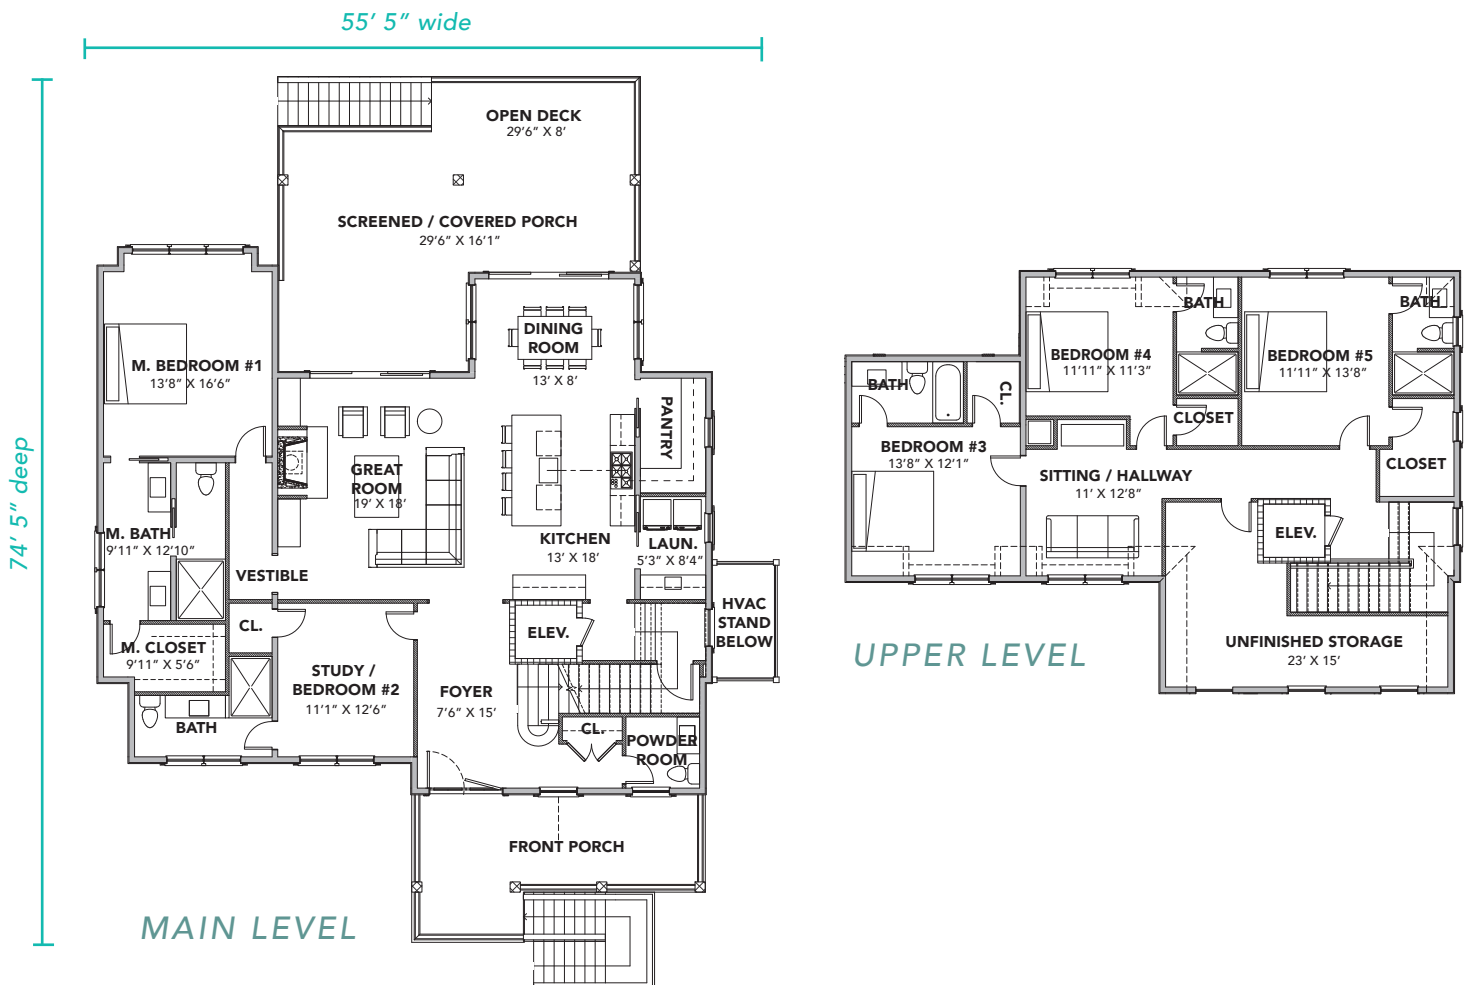 55’ 5” wide
74’ 5” deep
OPEN DECK
29’6” X 8’
SCREENED / COVERED PORCH
29’6” X 16’1”
DINING
ROOM
13’ X 8’
M. BEDROOM #1
13’8” X 16’6”
PANTRY
GREAT
ROOM
19’ X 18’
KITCHEN
13’ X 18’
LAUN.
5’3” X 8’4”
M. BATH
9’11” X 12’10”
VESTIBLE
HVAC
STAND
BELOW
CL.
ELEV.
M. CLOSET
9’11” X 5’6”
STUDY /
BEDROOM #2
11’1” X 12’6”
FOYER
7’6” X 15’
BATH
CL.
POWDER
ROOM
FRONT PORCH
MAIN LEVEL
BATH
BATH
BEDROOM #4
11’11” X 11’3”
BEDROOM #5
11’11” X 13’8”
BATH
CL.
CLOSET
BEDROOM #3
13’8” X 12’1”
SITTING / HALLWAY
11’ X 12’8”
CLOSET
ELEV.
UNFINISHED STORAGE
23’ X 15’
UPPER LEVEL